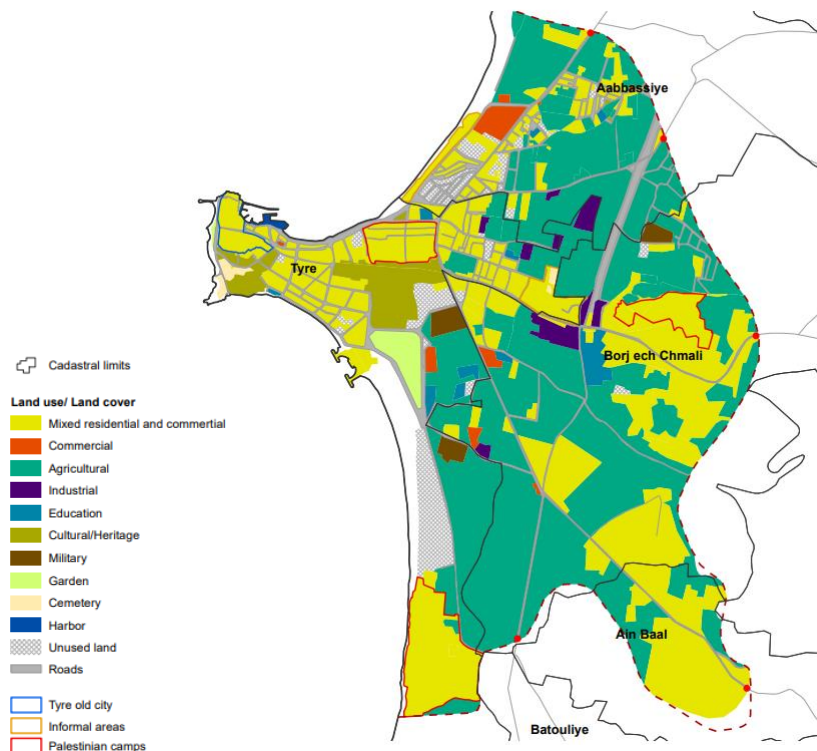 Aabbassiye
Tyre
Borj ech Chmali
Ain Baal
Batouliye
Cadastral limits
Land use/ Land cover
Mixed residential and commertial
Commercial
Agricultural
Industrial
Education
Cultural/Heritage
Military
Garden
Cemetery
Harbor
Unused land
Roads
Tyre old city
Informal areas
Palestinian camps